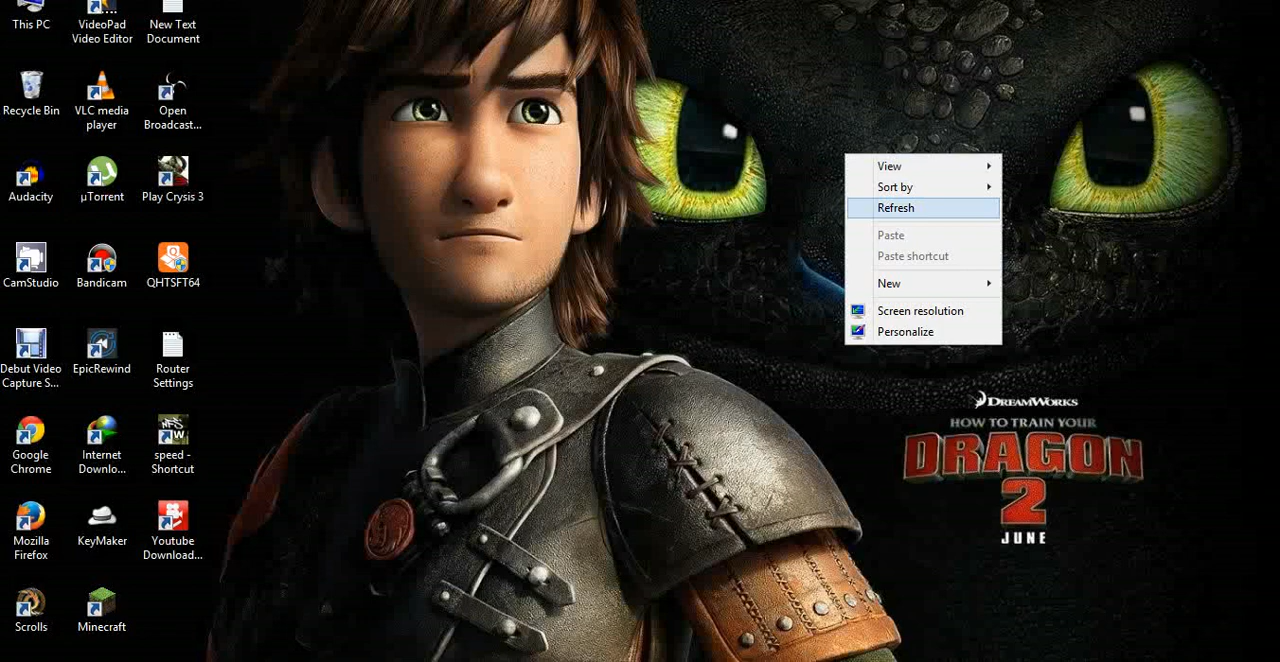 This PC
VideoPad
Video Editor
New Text
Document
Recycle Bin
VLC media
player
Open
Broadcast...
Audacity
µTorrent
Play Crysis 3
CamStudio
Bandicam
QHTSFT64
Debut Video
Capture S...
EpicRewind
Router
Settings
Google
Chrome
Internet
Downlo...
speed -
Shortcut
Mozilla
Firefox
KeyMaker
Youtube
Download...
Scrolls
Minecraft
NFS
W
View
Sort by
Refresh
Paste
Paste shortcut
New
Screen resolution
Personalize
DREAMWORKS
HOW TO TRAIN YOUR
DRAGON
2
JUNE